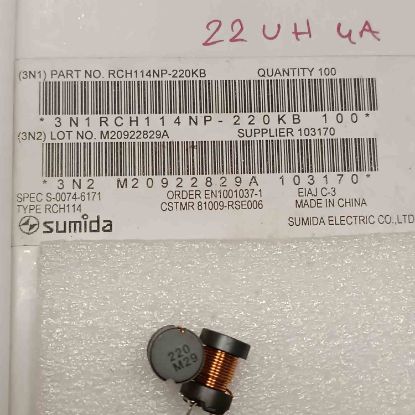 22 UH 4A
(3N1) PART NO. RCH114NP-220KB QUANTITY 100
* 3N1RCH114NP-220KB 100 *
(3N2) LOT NO. M20922829A SUPPLIER 103170
* 3N2 M20922829A 103170 *
SPEC S-0074-6171 ORDER EN1001037-1 EIAJ C-3
TYPE RCH114 CSTMR 81009-RSE006 MADE IN CHINA
sumida SUMIDA ELECTRIC CO.,LTD
220
M29